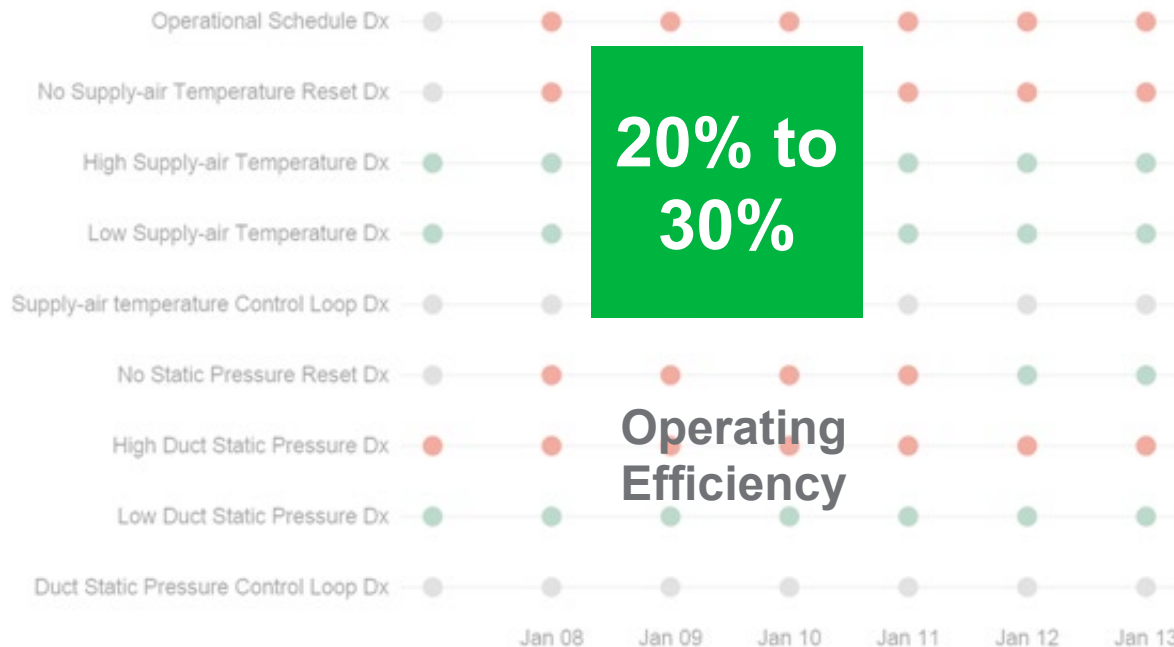 Operational Schedule Dx
No Supply-air Temperature Reset Dx
High Supply-air Temperature Dx
Low Supply-air Temperature Dx
Supply-air temperature Control Loop Dx
No Static Pressure Reset Dx
High Duct Static Pressure Dx
Low Duct Static Pressure Dx
Duct Static Pressure Control Loop Dx
20% to
30%
Operating
Efficiency
Jan 08 Jan 09 Jan 10 Jan 11 Jan 12 Jan 13